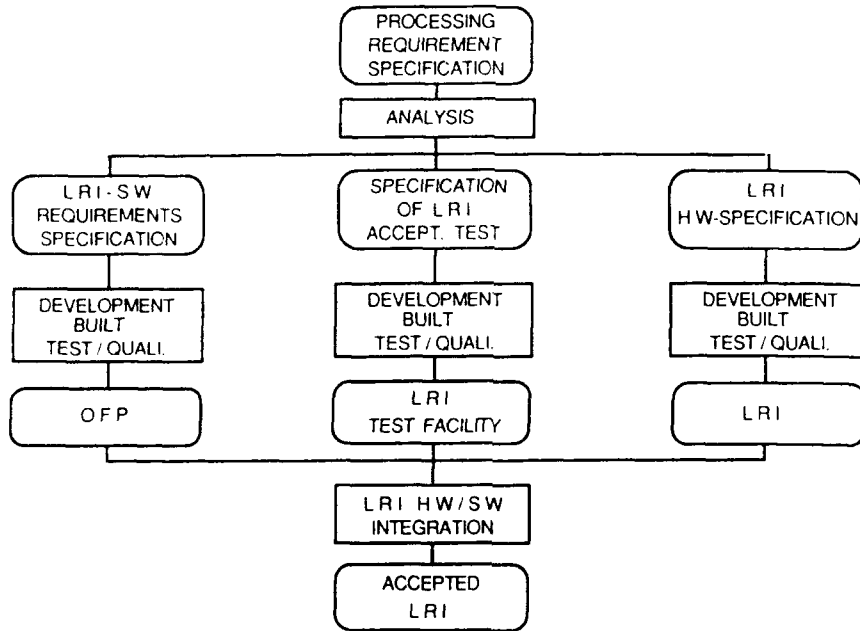 PROCESSING
REQUIREMENT
SPECIFICATION
ANALYSIS
LRI-SW
REQUIREMENTS
SPECIFICATION
SPECIFICATION
OF LRI
ACCEPT. TEST
LRI
HW-SPECIFICATION
DEVELOPMENT
BUILT
TEST / QUALI.
DEVELOPMENT
BUILT
TEST / QUALI.
DEVELOPMENT
BUILT
TEST / QUALI.
OFP
LRI
TEST FACILITY
LRI
LRI HW/SW
INTEGRATION
ACCEPTED
LRI